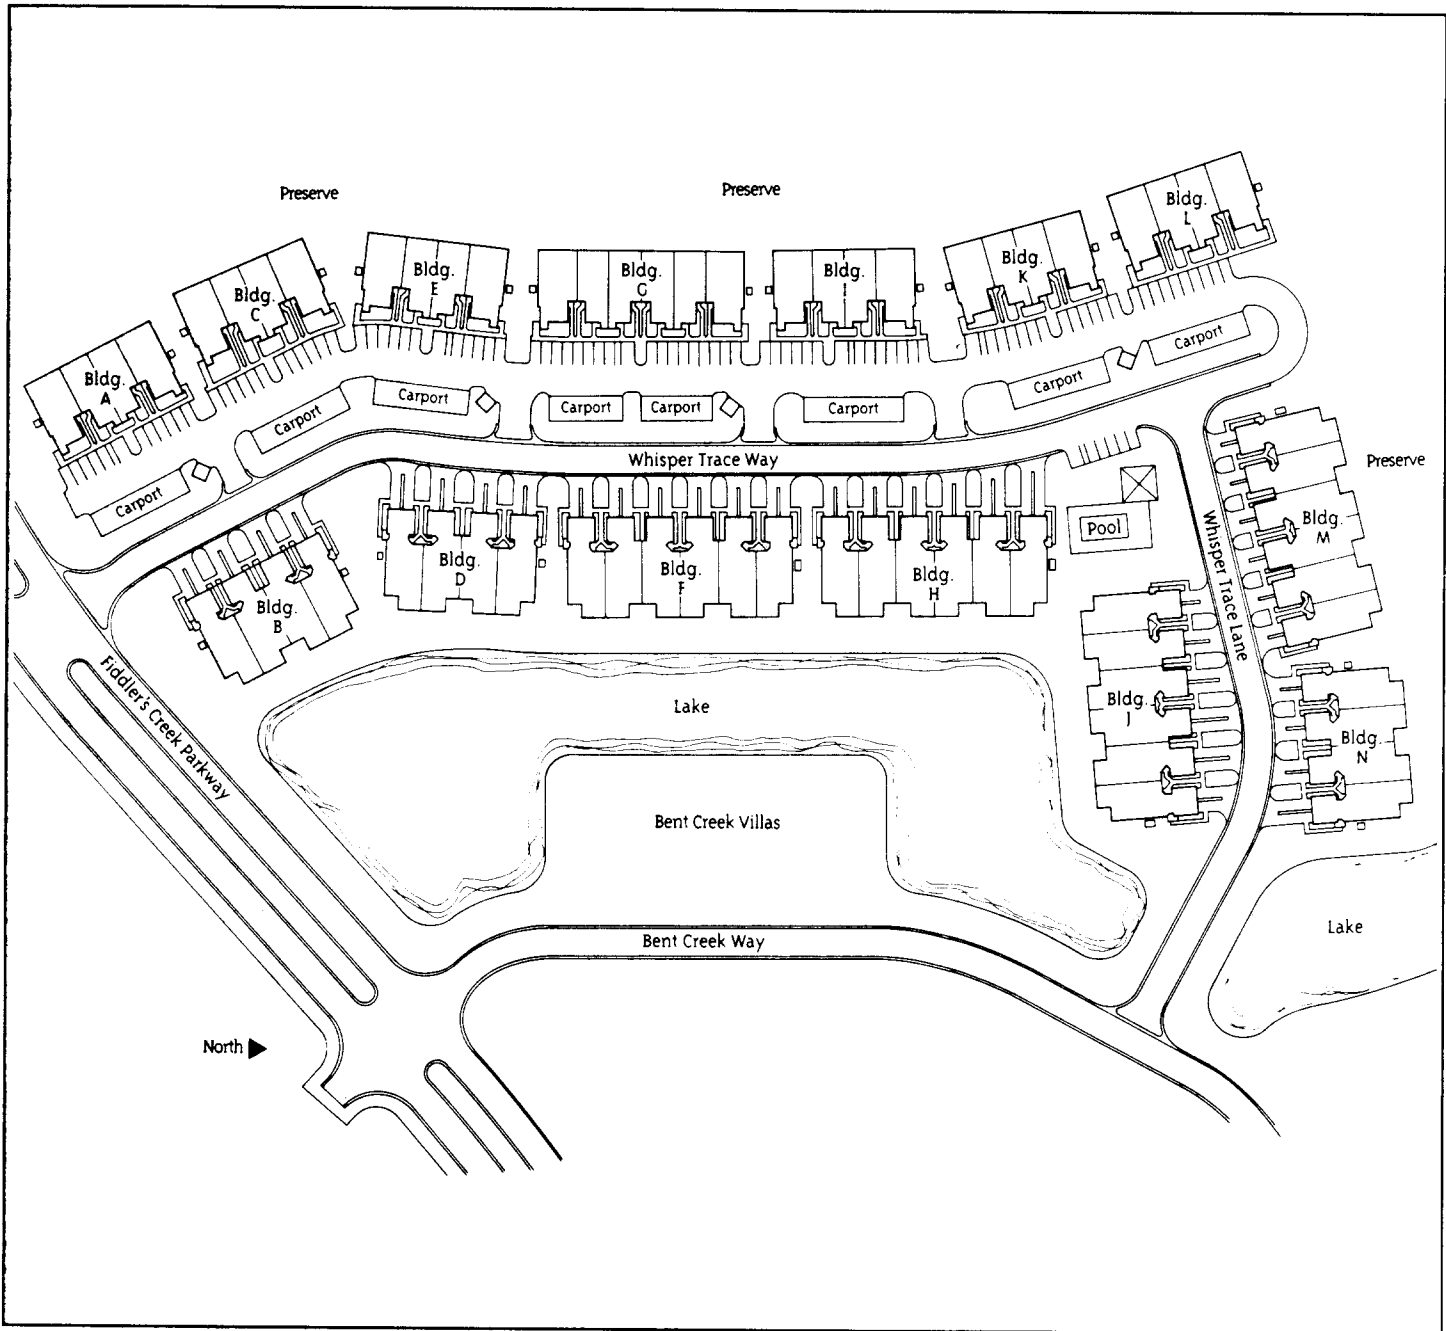 Preserve
Preserve
Preserve
Bldg.
L
Bldg.
K
Bldg.
I
Bldg.
G
Bldg.
E
Bldg.
C
Bldg.
A
Carport
Carport
Carport
Carport
Carport
Carport
Carport
Carport
Whisper Trace Way
Pool
Whisper Trace Lane
Bldg.
M
Bldg.
D
Bldg.
F
Bldg.
H
Bldg.
B
Bldg.
J
Bldg.
N
Fiddler's Creek Parkway
Lake
Bent Creek Villas
Bent Creek Way
Lake
North